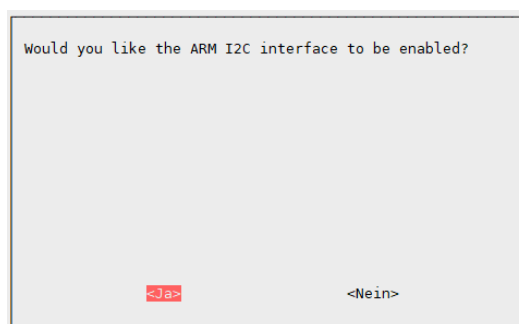 Would you like the ARM I2C interface to be enabled?
<Ja> <Nein>